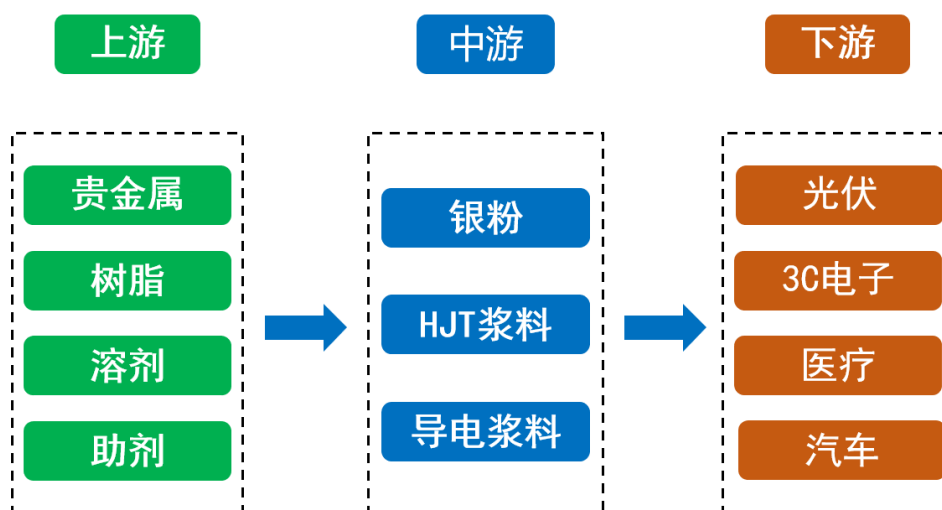 上游
中游
下游
贵金属
树脂
溶剂
助剂
银粉
HJT浆料
导电浆料
光伏
3C电子
医疗
汽车